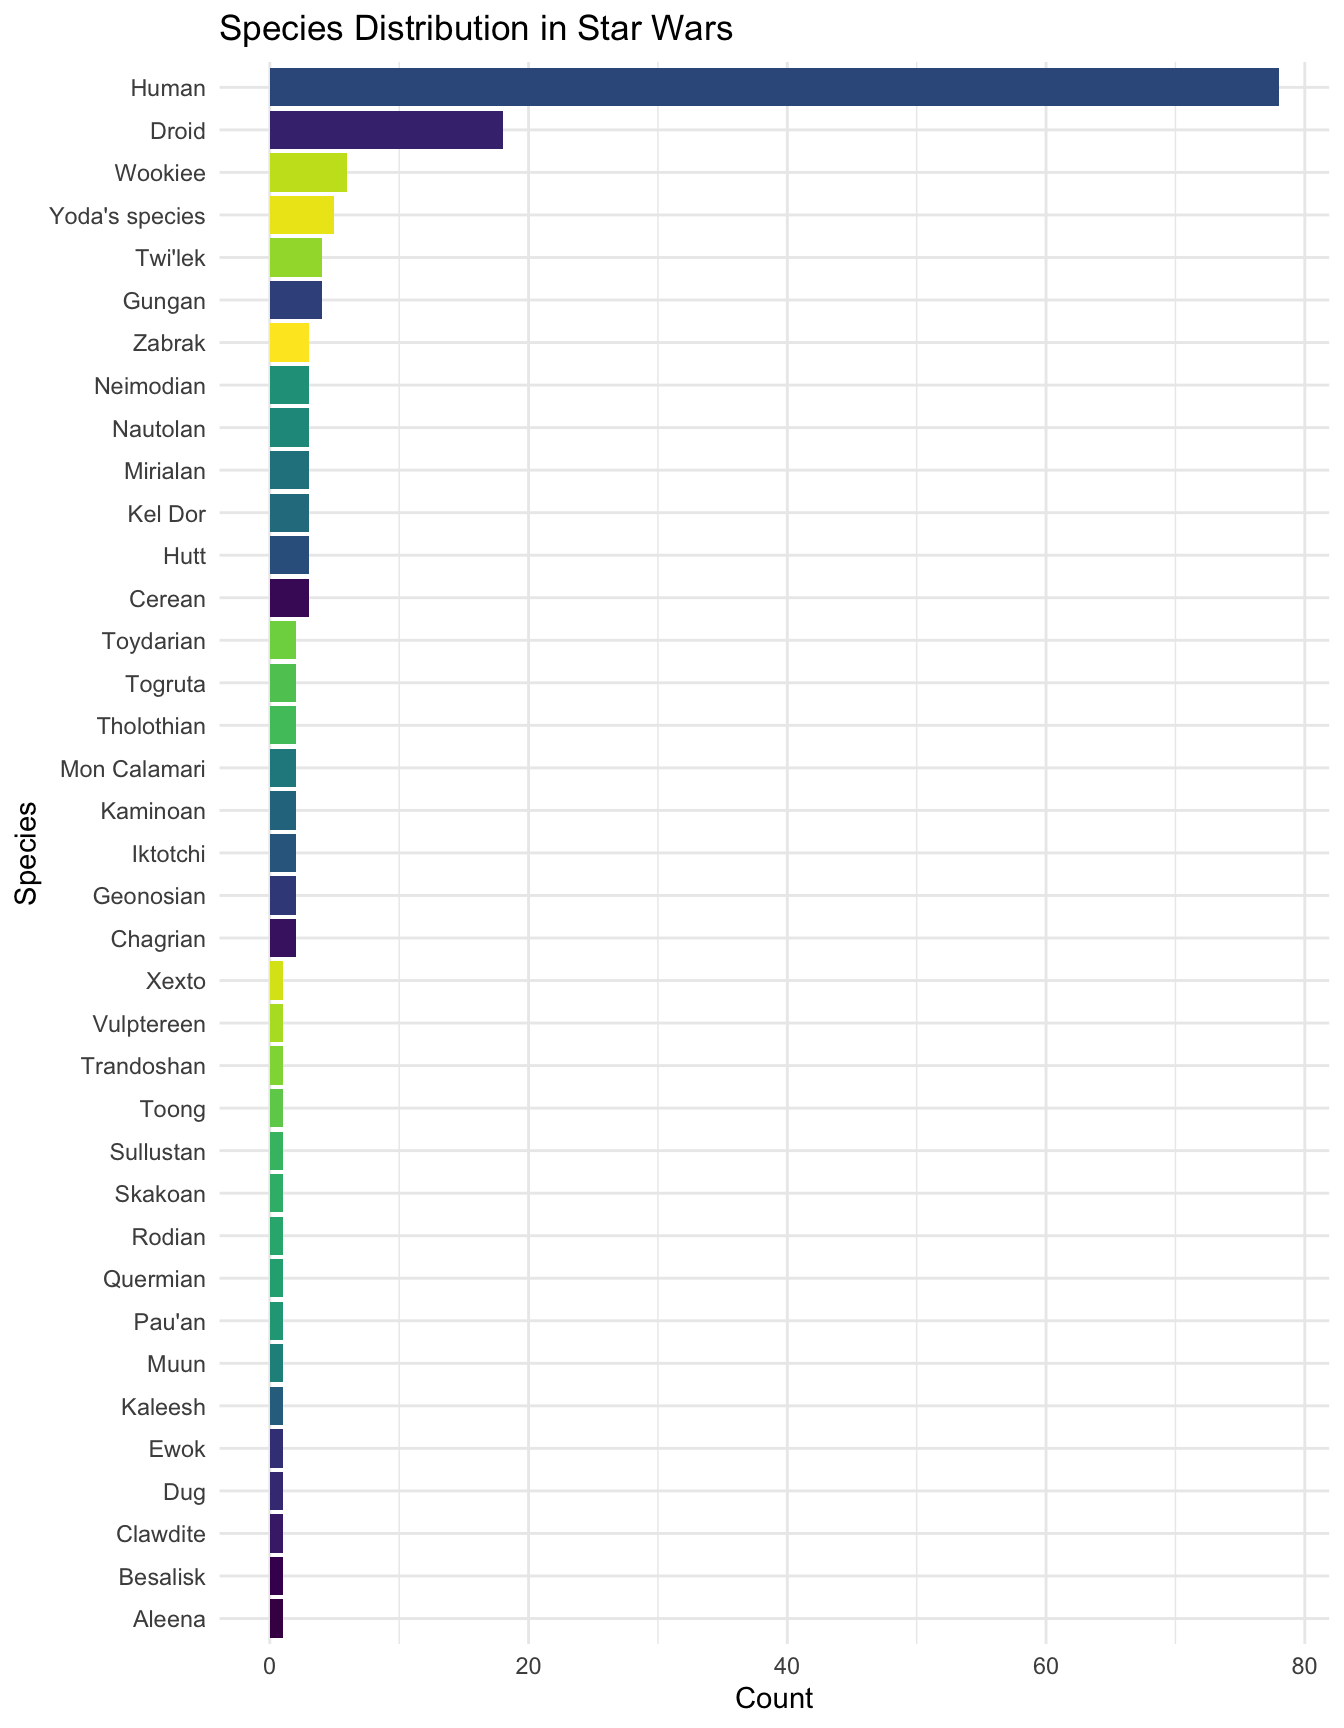 Species Distribution in Star Wars
Human
Droid
Wookiee
Yoda's species
Twi'lek
Gungan
Zabrak
Neimodian
Nautolan
Mirialan
Kel Dor
Hutt
Cerean
Toydarian
Togruta
Tholothian
Mon Calamari
Kaminoan
Iktotchi
Geonosian
Chagrian
Xexto
Vulptereen
Trandoshan
Toong
Sullustan
Skakoan
Rodian
Quermian
Pau'an
Muun
Kaleesh
Ewok
Dug
Clawdite
Besalisk
Aleena
Species
0 20 40 60 80
Count